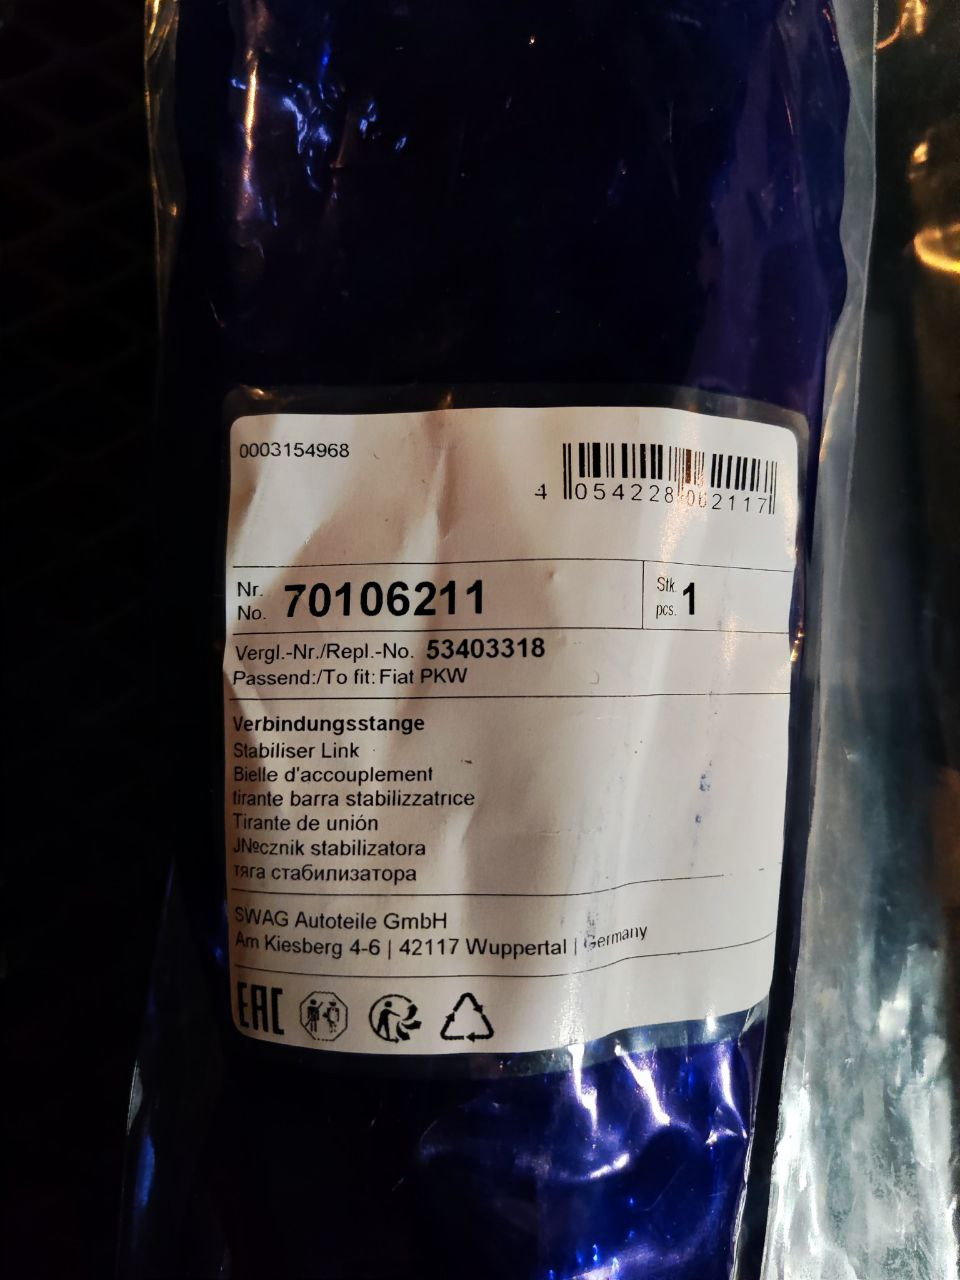 0003154968
4 054228 062117
Nr.
No. 70106211
Stk.
pcs. 1
Vergl.-Nr./Repl.-No. 53403318
Passend:/To fit: Fiat PKW
Verbindungsstange
Stabiliser Link
Bielle d'accouplement
tirante barra stabilizzatrice
Tirante de unión
JNºcznik stabilizatora
тяга стабилизатора
SWAG Autoteile GmbH
Am Kiesberg 4-6 | 42117 Wuppertal | Germany
EAC